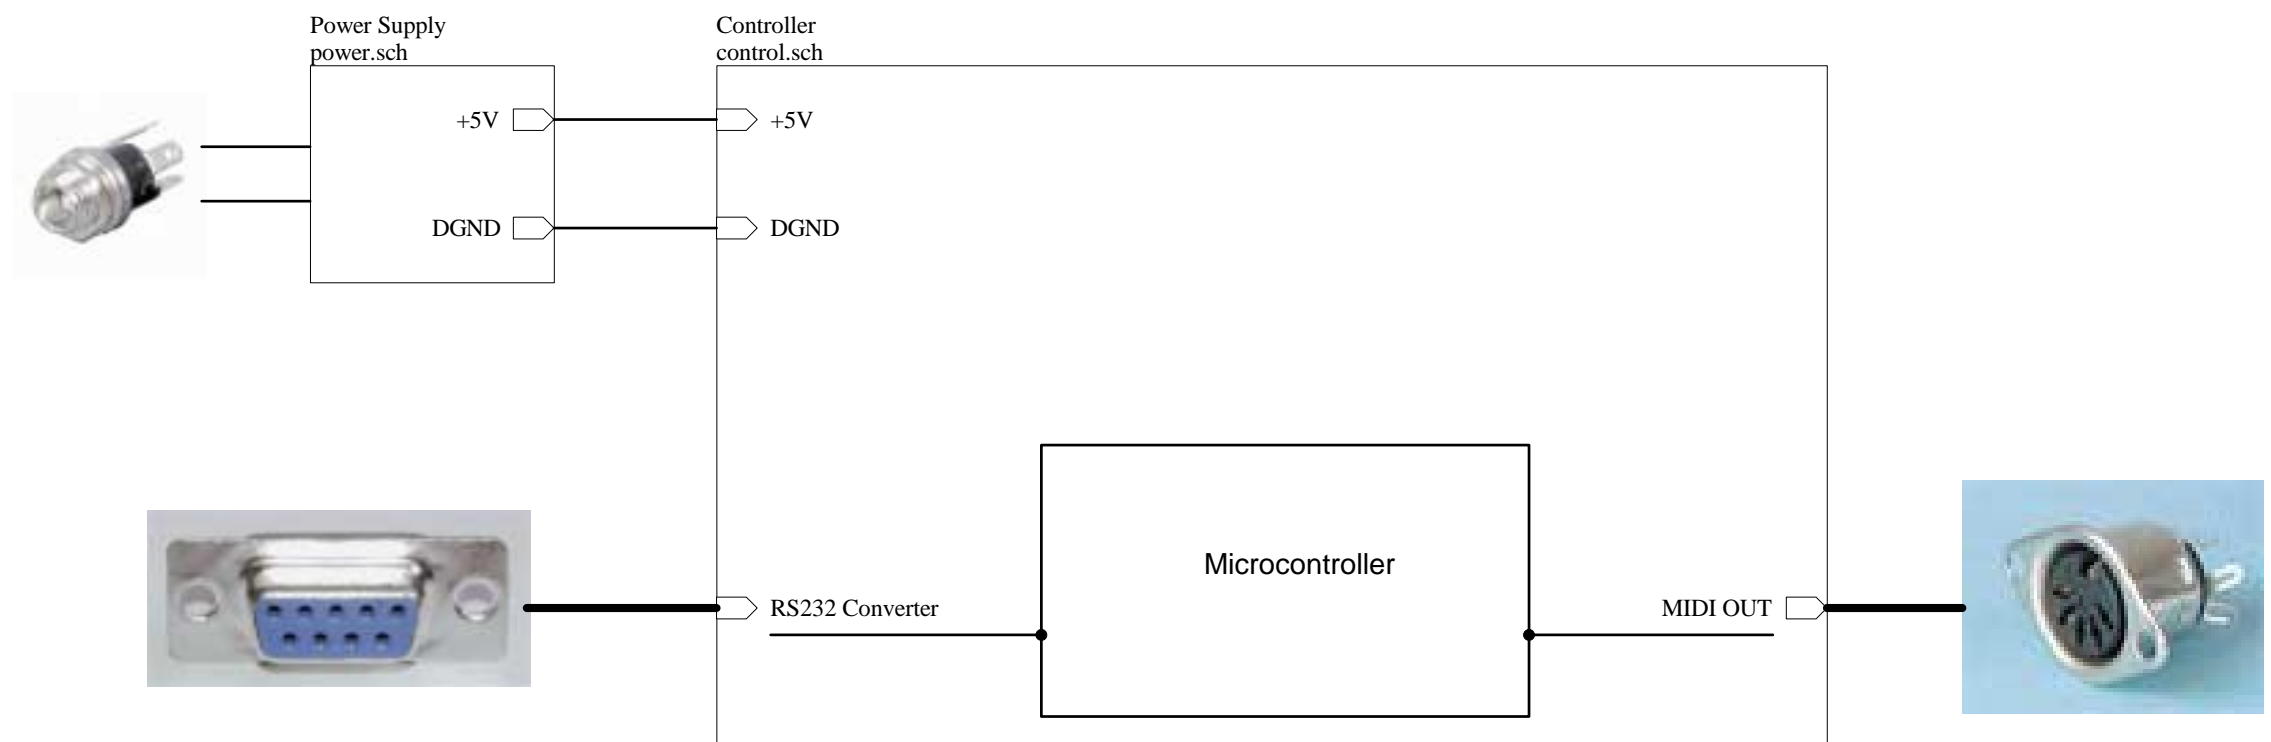 Power Supply
power.sch
Controller
control.sch
+5V
+5V
DGND
DGND
Microcontroller
RS232 Converter
MIDI OUT